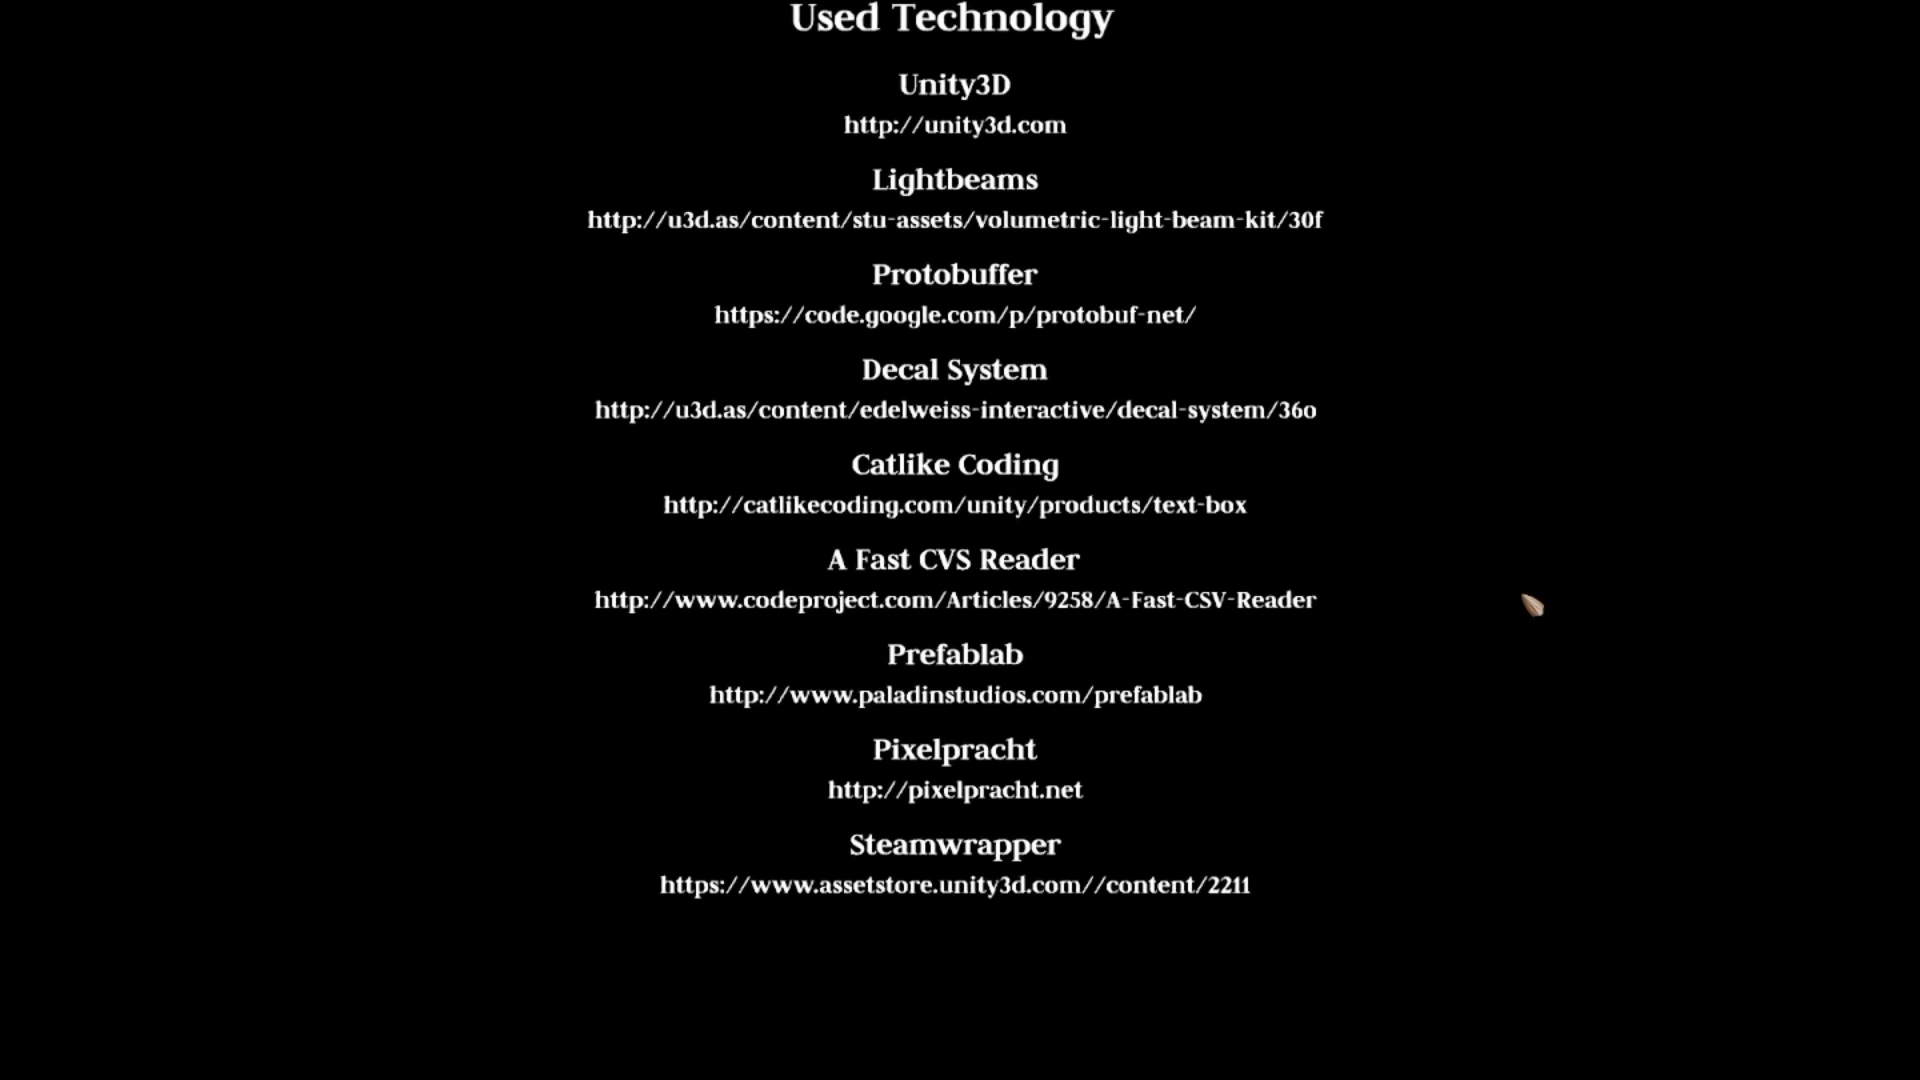 Used Technology
Unity3D
http://unity3d.com
Lightbeams
http://u3d.as/content/stu-assets/volumetric-light-beam-kit/30f
Protobuffer
https://code.google.com/p/protobuf-net/
Decal System
http://u3d.as/content/edelweiss-interactive/decal-system/36o
Catlike Coding
http://catlikecoding.com/unity/products/text-box
A Fast CVS Reader
http://www.codeproject.com/Articles/9258/A-Fast-CSV-Reader
Prefablab
http://www.paladinstudios.com/prefablab
Pixelpracht
http://pixelpracht.net
Steamwrapper
https://www.assetstore.unity3d.com//content/2211